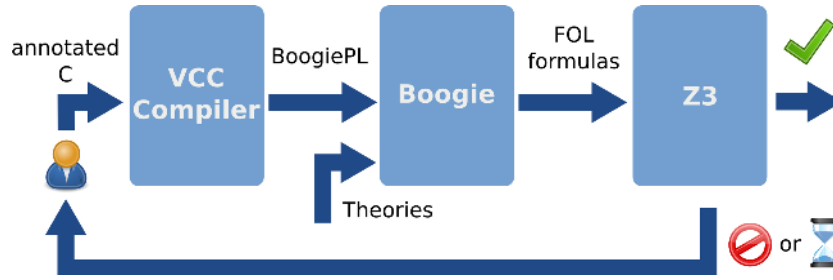 annotated
C
VCC
Compiler
BoogiePL
Boogie
FOL
formulas
Z3
Theories
or